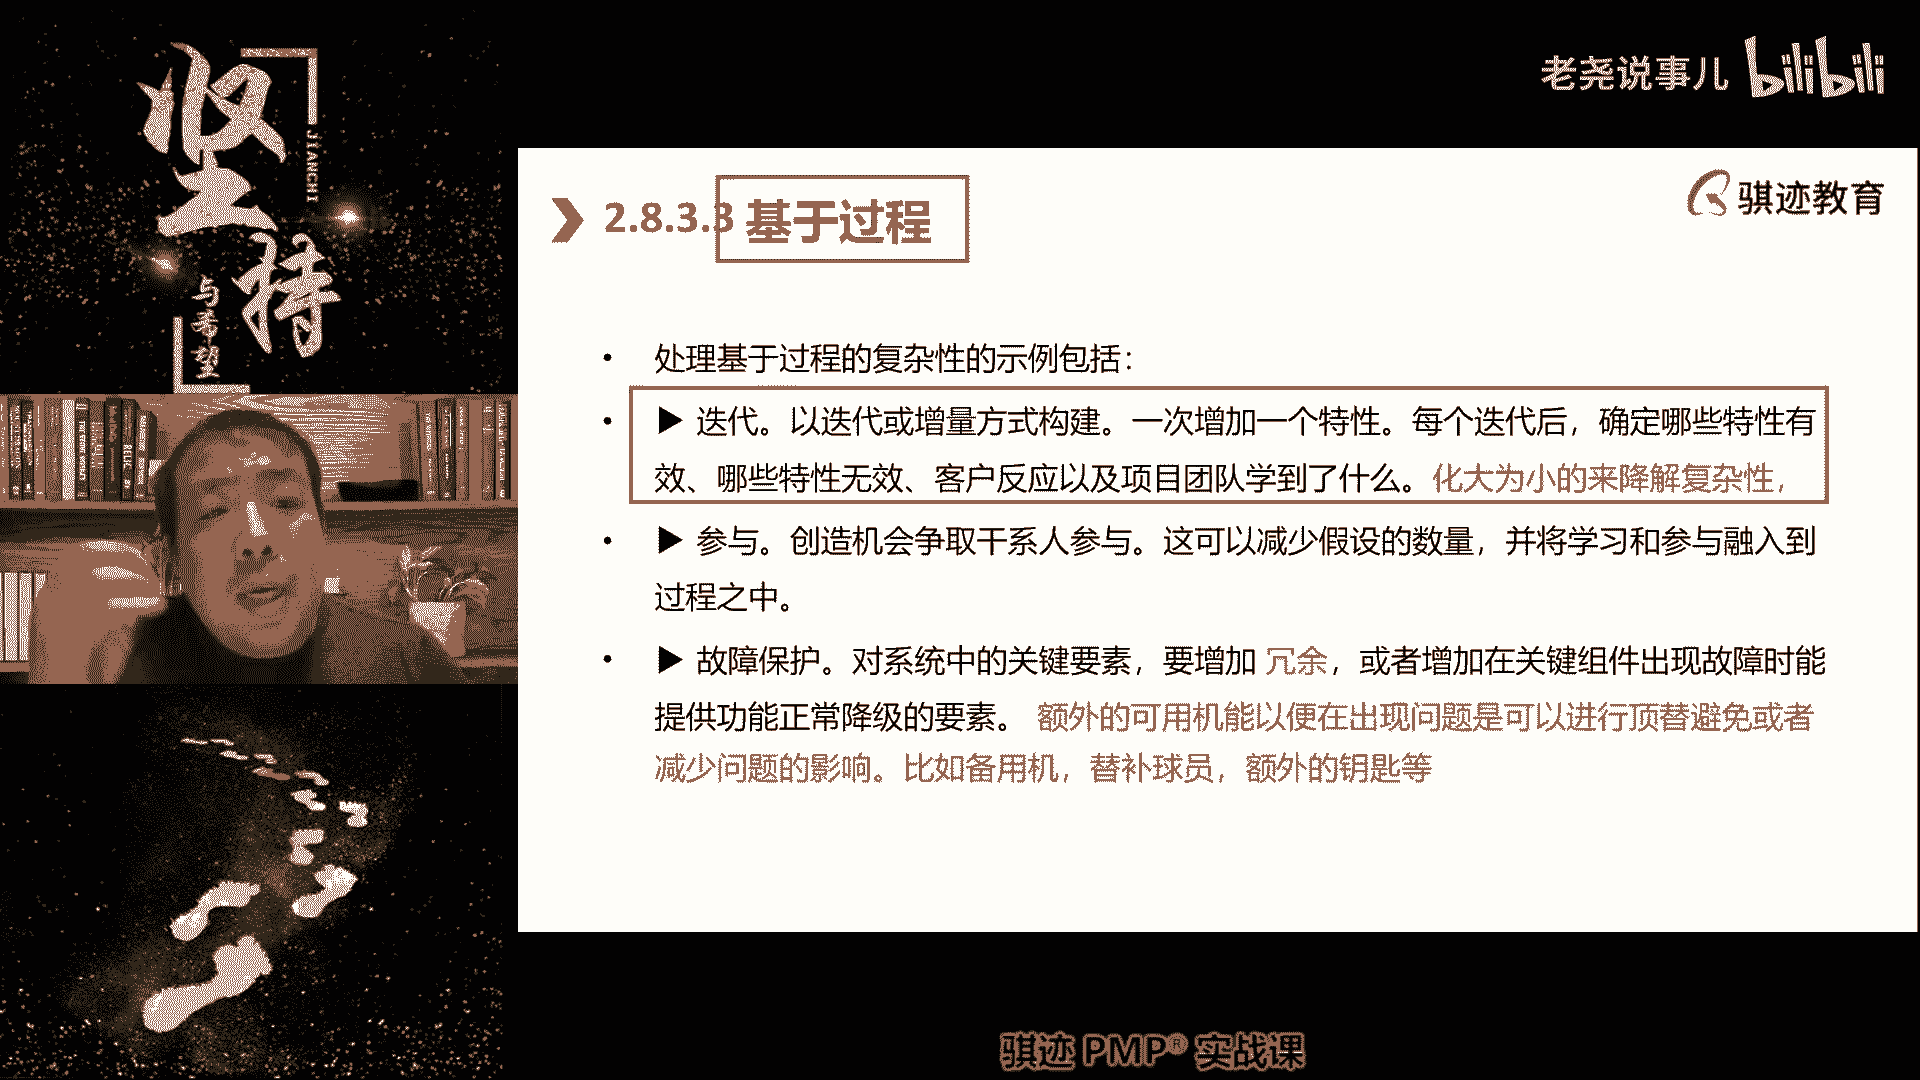 坚持
JIANCHI
与希望
老尧说事儿 bilibili
骐迹教育
2.8.3.3 基于过程
• 处理基于过程的复杂性的示例包括：
• ▶ 迭代。以迭代或增量方式构建。一次增加一个特性。每个迭代后，确定哪些特性有
效、哪些特性无效、客户反应以及项目团队学到了什么。化大为小的来降解复杂性，
• ▶ 参与。创造机会争取干系人参与。这可以减少假设的数量，并将学习和参与融入到
过程之中。
• ▶ 故障保护。对系统中的关键要素，要增加 冗余，或者增加在关键组件出现故障时能
提供功能正常降级的要素。 额外的可用机能以便在出现问题是可以进行顶替避免或者
减少问题的影响。比如备用机，替补球员，额外的钥匙等
骐迹 PMP® 实战课